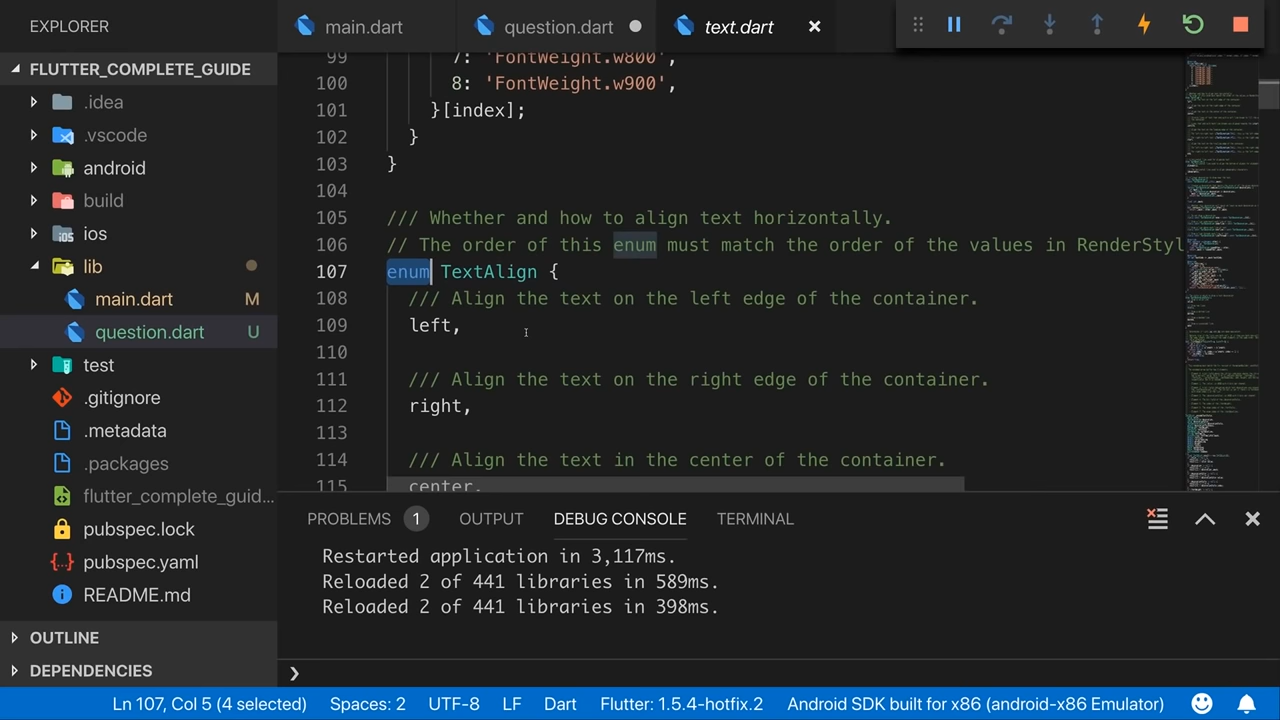 EXPLORER
main.dart
question.dart
text.dart
FLUTTER_COMPLETE_GUIDE
.idea
.vscode
android
build
ios
lib
main.dart M
question.dart U
test
.gitignore
.metadata
.packages
flutter_complete_guid...
pubspec.lock
pubspec.yaml
README.md
OUTLINE
DEPENDENCIES
99 7: 'FontWeight.w800',
100 8: 'FontWeight.w900',
101 }[index];
102 }
103 }
104
105 /// Whether and how to align text horizontally.
106 // The order of this enum must match the order of the values in RenderStyl
107 enum TextAlign {
108 /// Align the text on the left edge of the container.
109 left,
110
111 /// Align the text on the right edge of the container.
112 right,
113
114 /// Align the text in the center of the container.
115 center,
PROBLEMS 1 OUTPUT DEBUG CONSOLE TERMINAL
Restarted application in 3,117ms.
Reloaded 2 of 441 libraries in 589ms.
Reloaded 2 of 441 libraries in 398ms.
Ln 107, Col 5 (4 selected) Spaces: 2 UTF-8 LF Dart Flutter: 1.5.4-hotfix.2 Android SDK built for x86 (android-x86 Emulator)